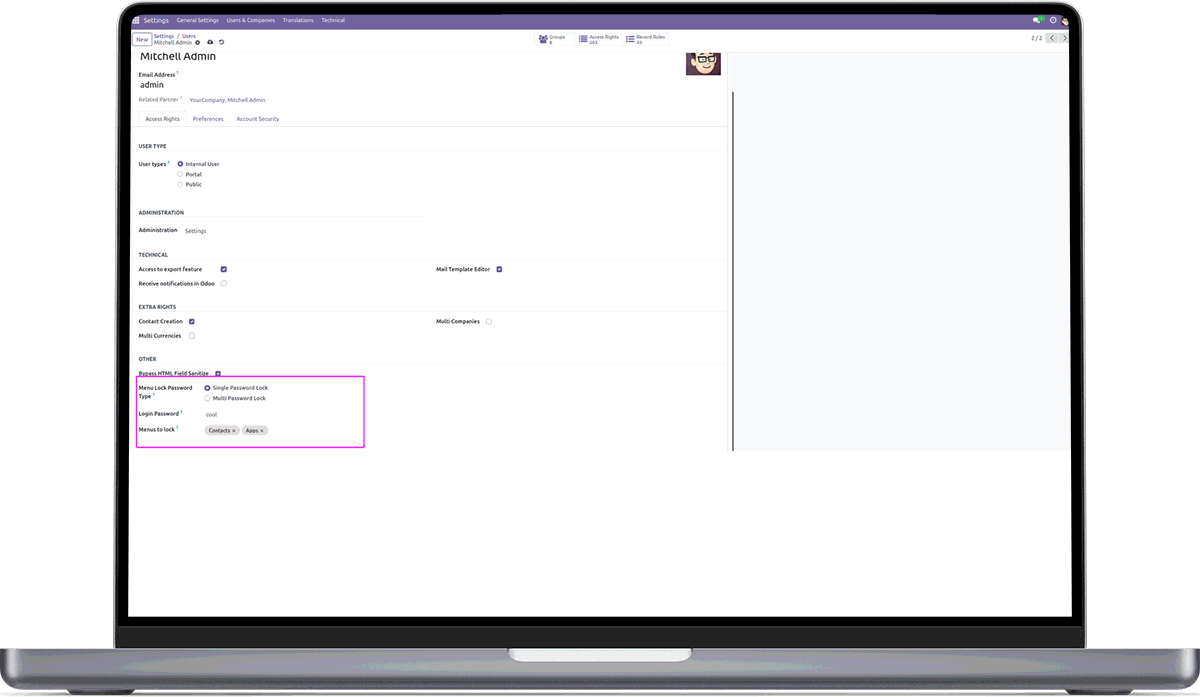 Settings General Settings Users & Companies Translations Technical
New Settings / Users
Mitchell Admin
Groups
6
Access Rights
203
Record Rules
33
2 / 2
Mitchell Admin
Email Address ?
admin
Related Partner ? YourCompany, Mitchell Admin
Access Rights Preferences Account Security
USER TYPE
User types ? Internal User
Portal
Public
ADMINISTRATION
Administration Settings
TECHNICAL
Access to export feature Mail Template Editor
Receive notifications in Odoo
EXTRA RIGHTS
Contact Creation Multi Companies
Multi Currencies
OTHER
Bypass HTML Field Sanitize
Menu Lock Password Type ? Single Password Lock
Multi Password Lock
Login Password ? cool
Menus to lock ? Contacts × Apps ×